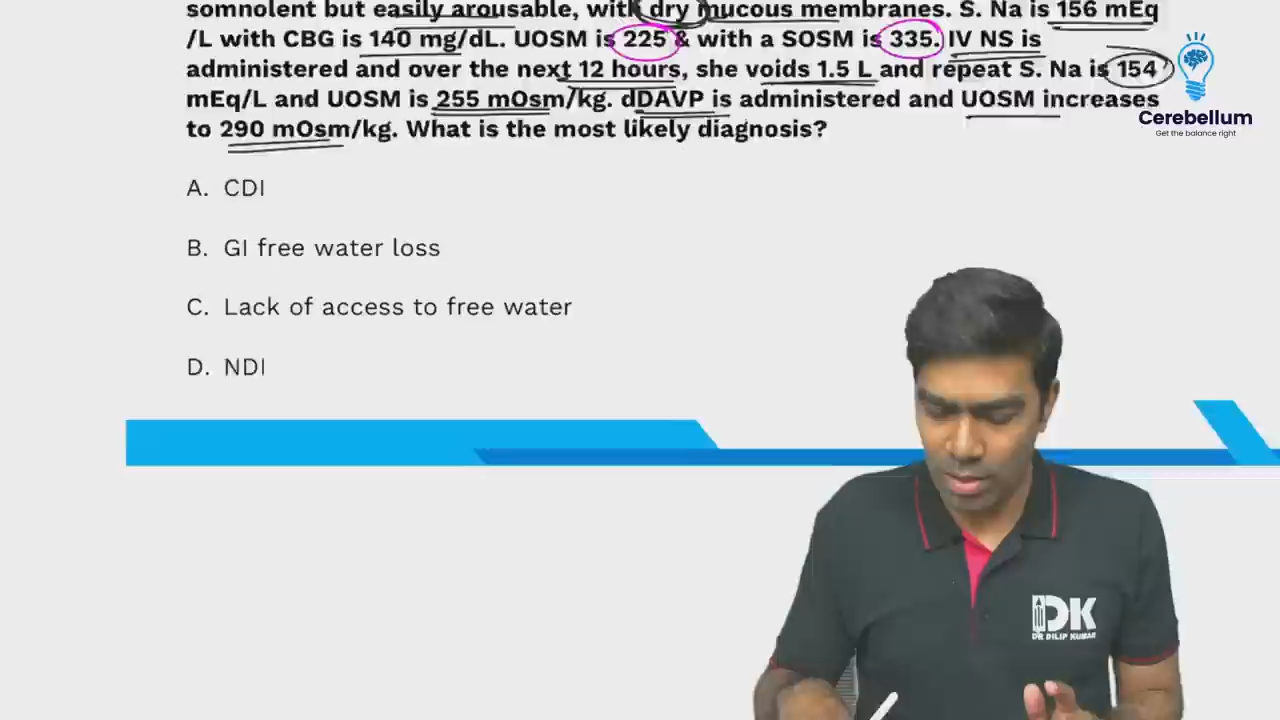 somnolent but easily arousable, with dry mucous membranes. S. Na is 156 mEq
/L with CBG is 140 mg/dL. UOSM is 225 & with a SOSM is 335. IV NS is
administered and over the next 12 hours, she voids 1.5 L and repeat S. Na is 154
mEq/L and UOSM is 255 mOsm/kg. dDAVP is administered and UOSM increases
to 290 mOsm/kg. What is the most likely diagnosis?
Cerebellum
Get the balance right
A. CDI
B. GI free water loss
C. Lack of access to free water
D. NDI
DK
DR DILIP KUMAR